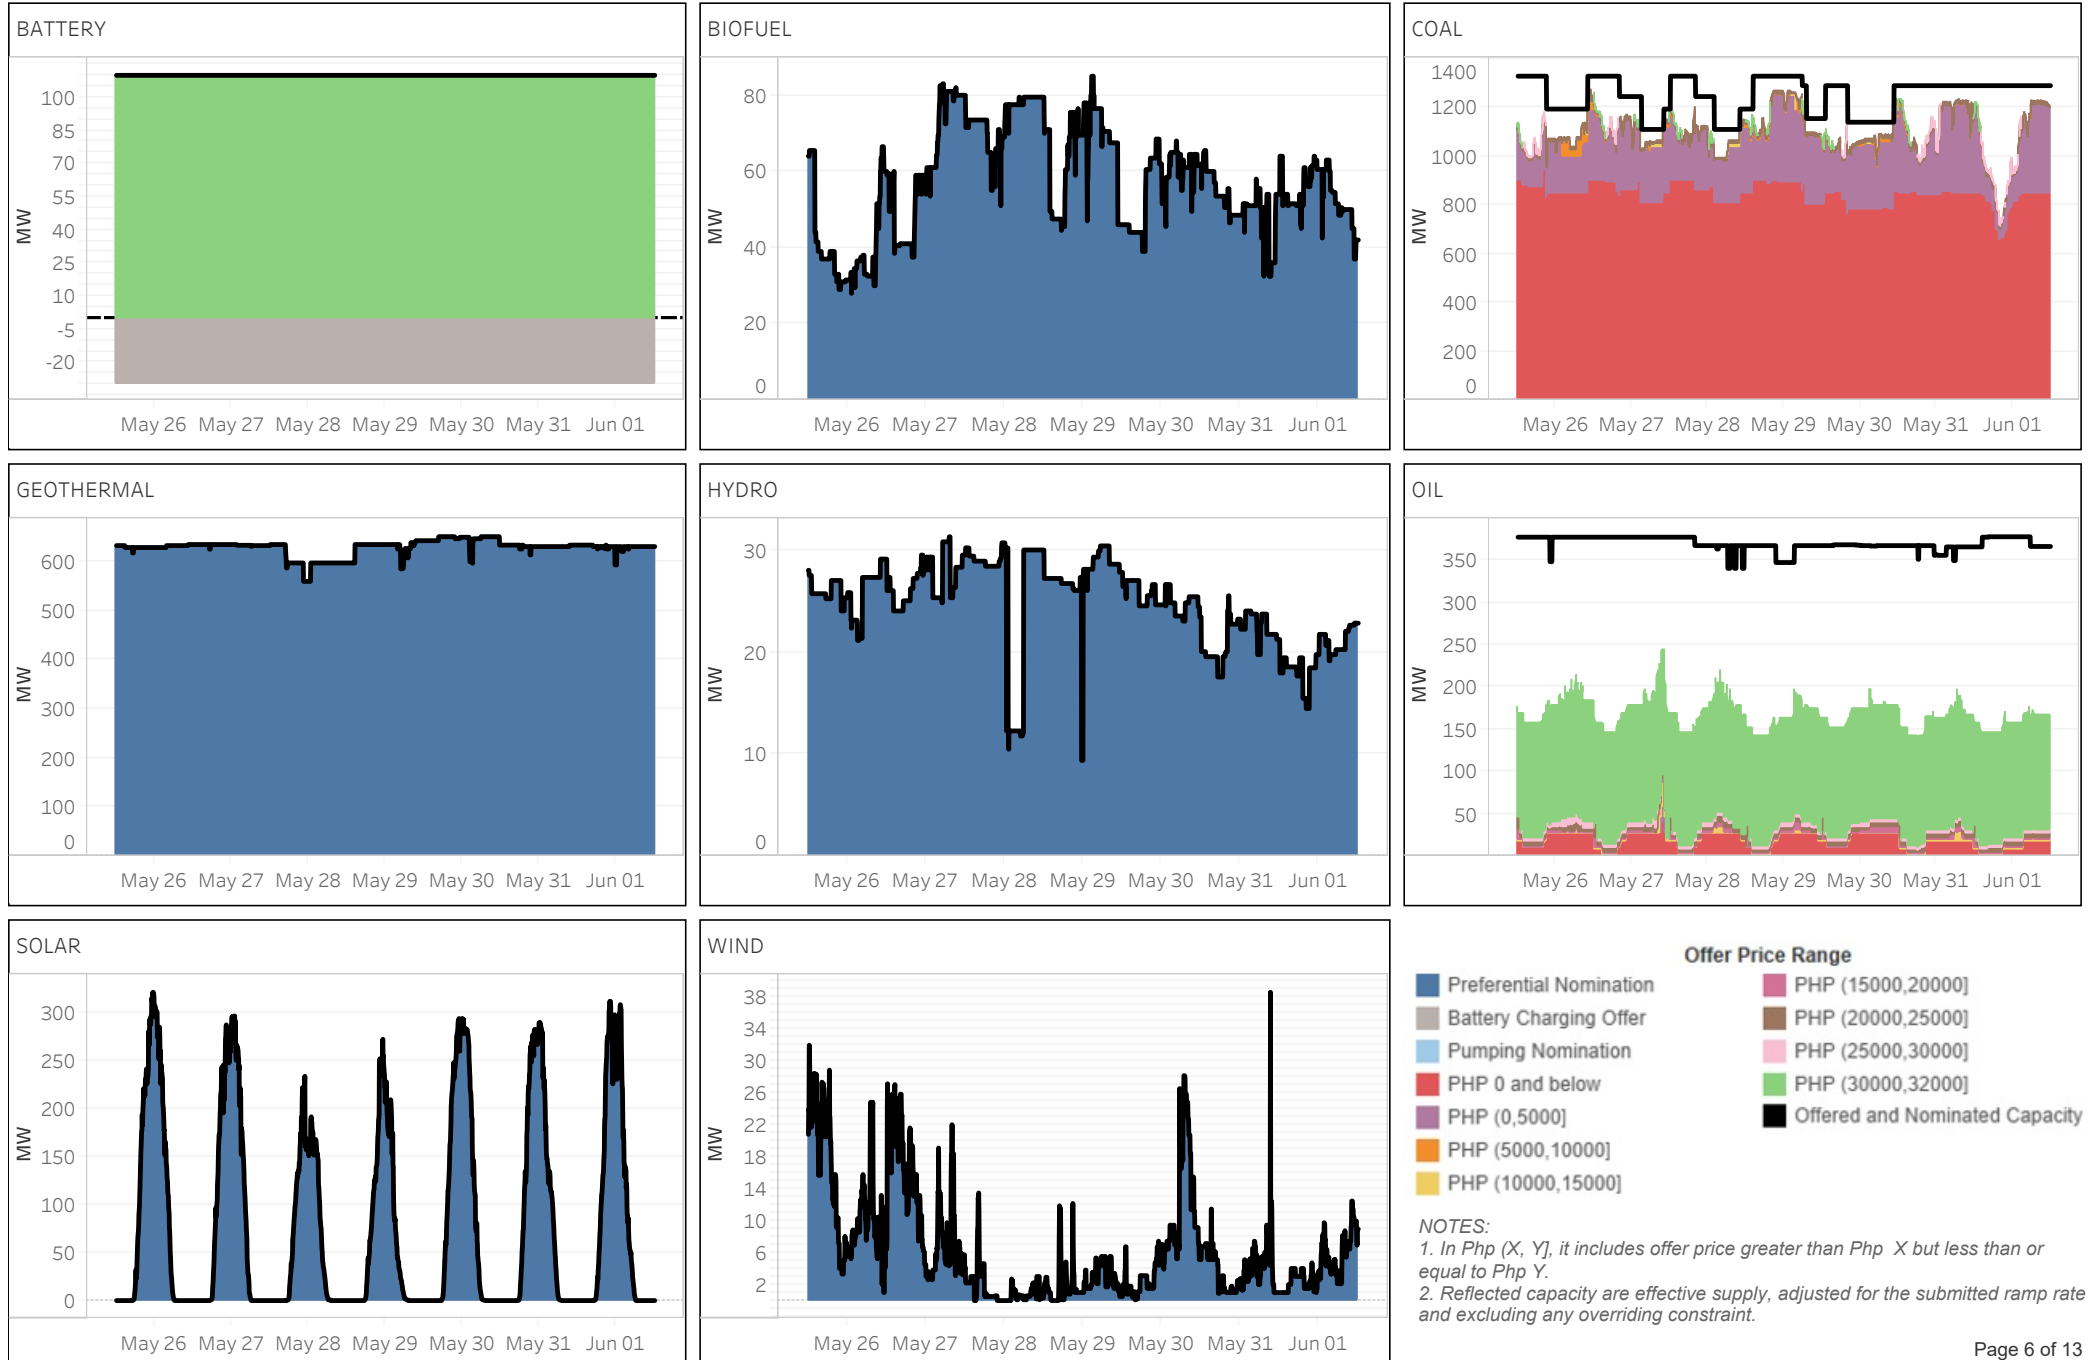 BATTERY
MW
100
85
70
55
40
25
10
-5
-20
May 26 May 27 May 28 May 29 May 30 May 31 Jun 01
BIOFUEL
MW
80
60
40
20
0
May 26 May 27 May 28 May 29 May 30 May 31 Jun 01
COAL
MW
1400
1200
1000
800
600
400
200
0
May 26 May 27 May 28 May 29 May 30 May 31 Jun 01
GEOTHERMAL
MW
600
500
400
300
200
100
0
May 26 May 27 May 28 May 29 May 30 May 31 Jun 01
HYDRO
MW
30
20
10
0
May 26 May 27 May 28 May 29 May 30 May 31 Jun 01
OIL
MW
350
300
250
200
150
100
50
May 26 May 27 May 28 May 29 May 30 May 31 Jun 01
SOLAR
MW
300
250
200
150
100
50
0
May 26 May 27 May 28 May 29 May 30 May 31 Jun 01
WIND
MW
38
34
30
26
22
18
14
10
6
2
May 26 May 27 May 28 May 29 May 30 May 31 Jun 01
Offer Price Range
Preferential Nomination
Battery Charging Offer
Pumping Nomination
PHP 0 and below
PHP (0,5000]
PHP (5000,10000]
PHP (10000,15000]
PHP (15000,20000]
PHP (20000,25000]
PHP (25000,30000]
PHP (30000,32000]
Offered and Nominated Capacity
NOTES:
1. In Php (X, Y], it includes offer price greater than Php X but less than or
equal to Php Y.
2. Reflected capacity are effective supply, adjusted for the submitted ramp rate
and excluding any overriding constraint.
Page 6 of 13